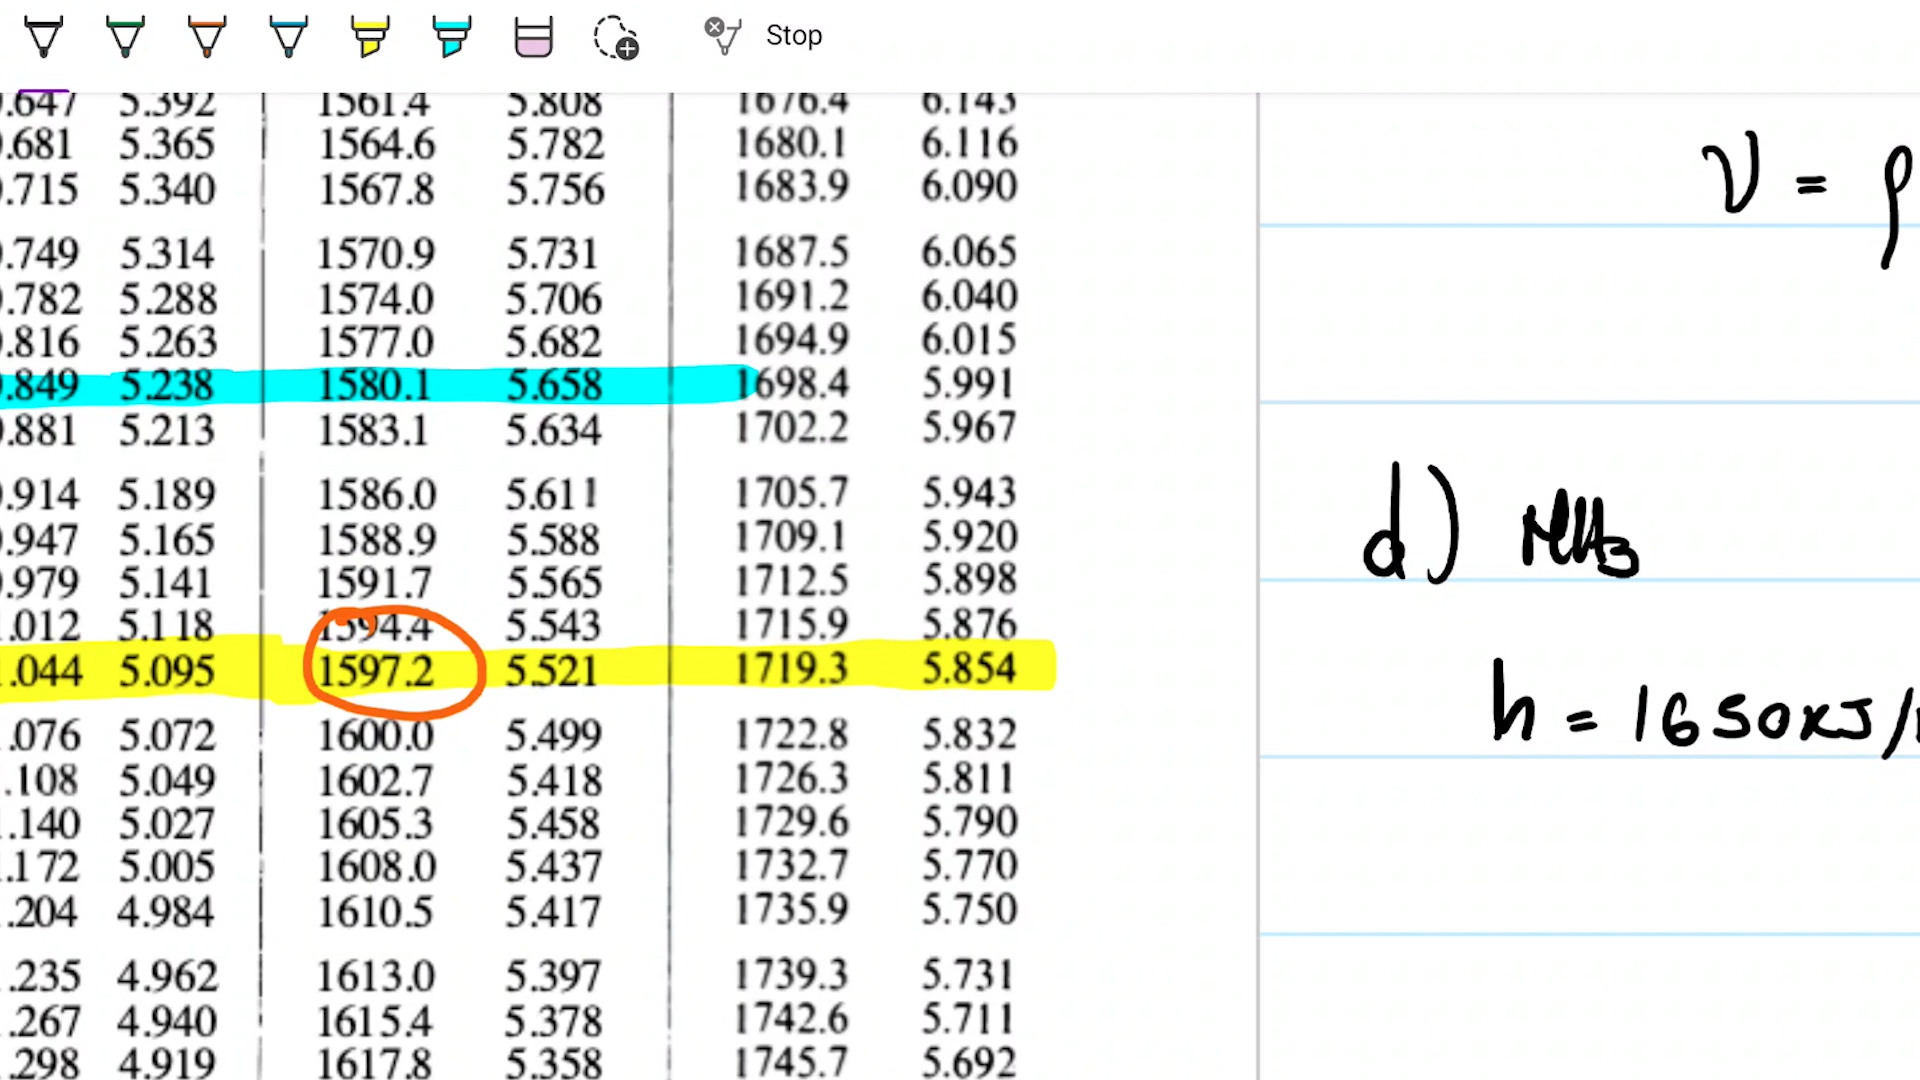 Stop
.647 5.392 1561.4 5.808 1676.4 6.143
.681 5.365 1564.6 5.782 1680.1 6.116
.715 5.340 1567.8 5.756 1683.9 6.090
.749 5.314 1570.9 5.731 1687.5 6.065
.782 5.288 1574.0 5.706 1691.2 6.040
.816 5.263 1577.0 5.682 1694.9 6.015
.849 5.238 1580.1 5.658 1698.4 5.991
.881 5.213 1583.1 5.634 1702.2 5.967
.914 5.189 1586.0 5.611 1705.7 5.943
.947 5.165 1588.9 5.588 1709.1 5.920
.979 5.141 1591.7 5.565 1712.5 5.898
.012 5.118 1594.4 5.543 1715.9 5.876
.044 5.095 1597.2 5.521 1719.3 5.854
.076 5.072 1600.0 5.499 1722.8 5.832
.108 5.049 1602.7 5.418 1726.3 5.811
.140 5.027 1605.3 5.458 1729.6 5.790
.172 5.005 1608.0 5.437 1732.7 5.770
.204 4.984 1610.5 5.417 1735.9 5.750
.235 4.962 1613.0 5.397 1739.3 5.731
.267 4.940 1615.4 5.378 1742.6 5.711
.298 4.919 1617.8 5.358 1745.7 5.692
ν = ρ
d) NH3
h = 1650KJ/